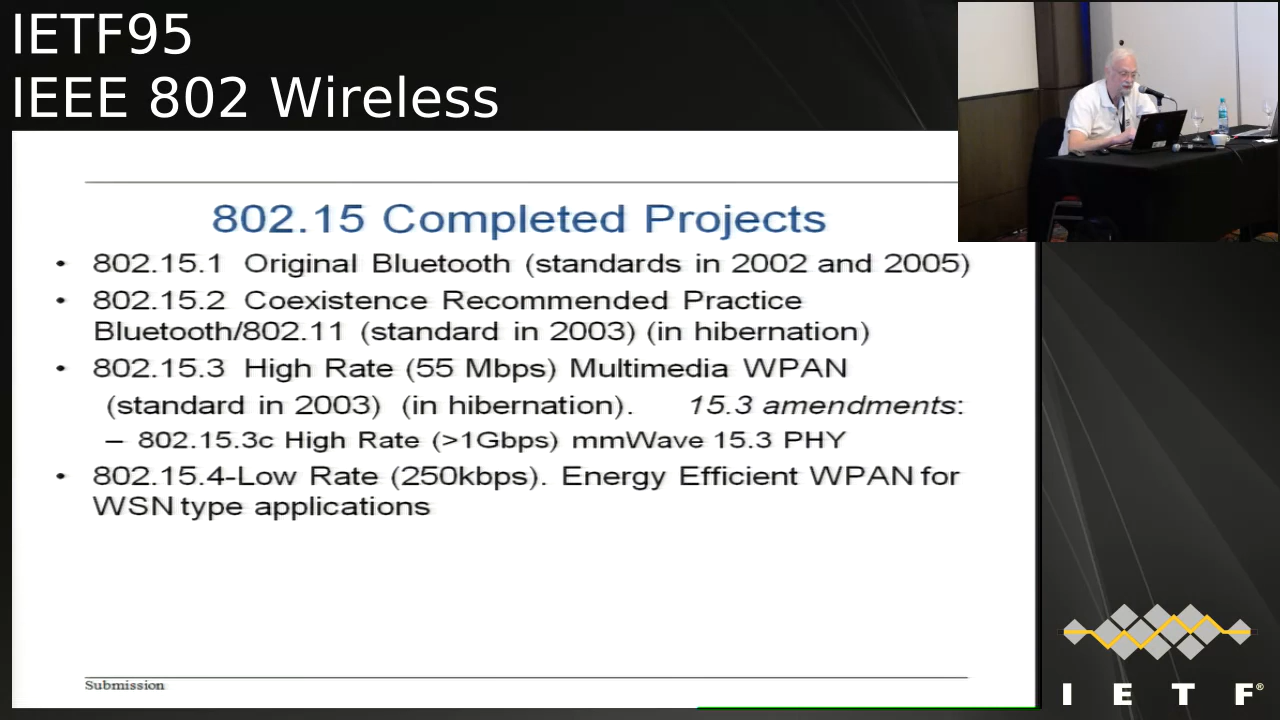 IETF95
IEEE 802 Wireless
802.15 Completed Projects
• 802.15.1 Original Bluetooth (standards in 2002 and 2005)
• 802.15.2 Coexistence Recommended Practice
Bluetooth/802.11 (standard in 2003) (in hibernation)
• 802.15.3 High Rate (55 Mbps) Multimedia WPAN
(standard in 2003) (in hibernation). 15.3 amendments:
– 802.15.3c High Rate (>1Gbps) mmWave 15.3 PHY
• 802.15.4-Low Rate (250kbps). Energy Efficient WPAN for
WSN type applications
Submission
I E T F®